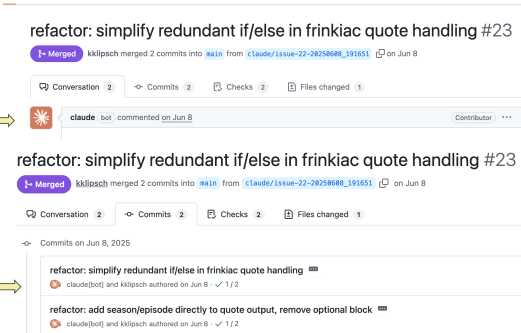 refactor: simplify redundant if/else in frinkiac quote handling #23
Merged kklipsch merged 2 commits into main from claude/issue-22-20250608_191651 on Jun 8
Conversation 2 Commits 2 Checks 2 Files changed 1
claude bot commented on Jun 8 Contributor ...
refactor: simplify redundant if/else in frinkiac quote handling #23
Merged kklipsch merged 2 commits into main from claude/issue-22-20250608_191651 on Jun 8
Conversation 2 Commits 2 Checks 2 Files changed 1
Commits on Jun 8, 2025
refactor: simplify redundant if/else in frinkiac quote handling ...
claude[bot] and kklipsch authored on Jun 8 · ✓ 1 / 2
refactor: add season/episode directly to quote output, remove optional block ...
claude[bot] and kklipsch authored on Jun 8 · ✓ 1 / 2